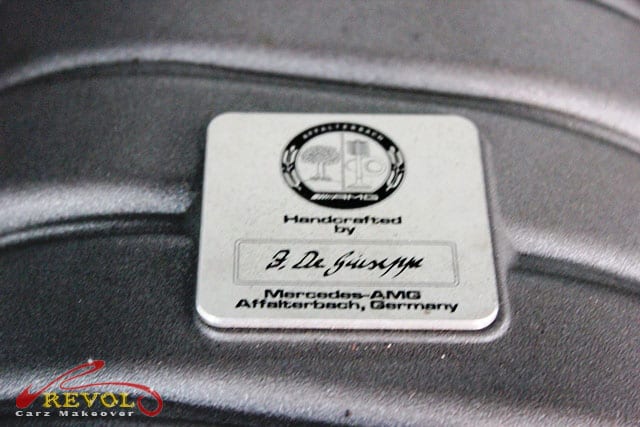 AFFALTERBACH
AMG
Handcrafted
by
De Giuseppe
Mercedes-AMG
Affalterbach, Germany
REVOL
Carz Makeover